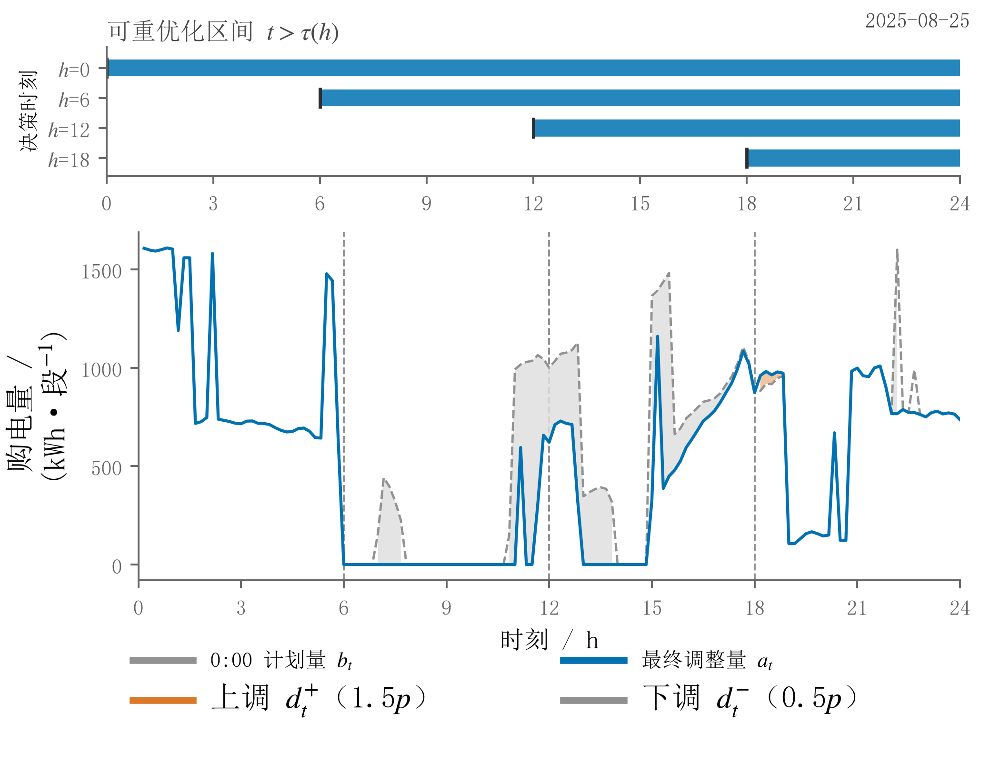 2025-08-25
可重优化区间 t > τ(h)
决策时刻
h=0
h=6
h=12
h=18
0 3 6 9 12 15 18 21 24
购电量 /
(kWh·段⁻¹)
1500
1000
500
0
0 3 6 9 12 15 18 21 24
时刻 / h
0:00 计划量 b_t
最终调整量 a_t
上调 d_t^+（1.5p）
下调 d_t^−（0.5p）